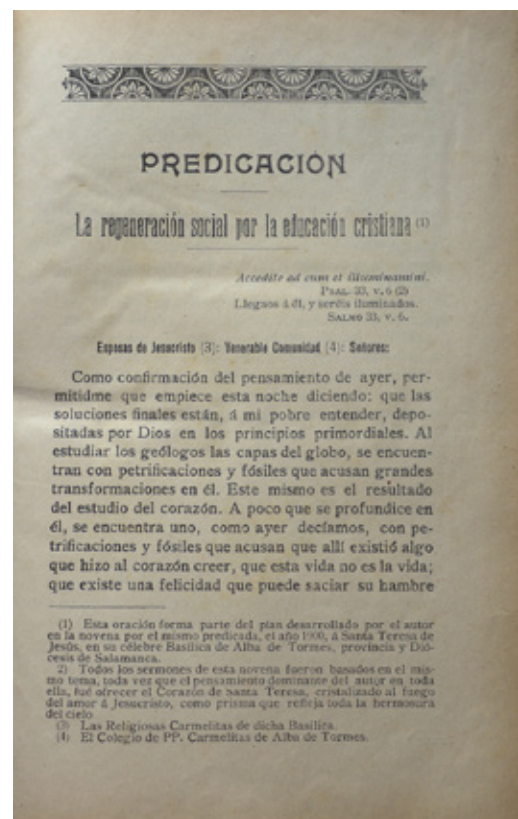 PREDICACIÓN
La regeneración social por la educación cristiana (1)
Accedite ad eum et illuminamini.
PSAL. 33, v. 6 (2)
Llegaos á él, y seréis iluminados.
SALMO 33, v. 6.
Esposas de Jesucristo (3): Venerable Comunidad (4): Señores:
Como confirmación del pensamiento de ayer, per-
mitidme que empiece esta noche diciendo: que las
soluciones finales están, á mi pobre entender, depo-
sitadas por Dios en los principios primordiales. Al
estudiar los geólogos las capas del globo, se encuen-
tran con petrificaciones y fósiles que acusan grandes
transformaciones en él. Este mismo es el resultado
del estudio del corazón. A poco que se profundice en
él, se encuentra uno, como ayer decíamos, con pe-
trificaciones y fósiles que acusan que allí existió algo
que hizo al corazón creer, que esta vida no es la vida;
que existe una felicidad que puede saciar su hambre
(1) Esta oración forma parte del plan desarrollado por el autor
en la novena por el mismo predicada, el año 1900, á Santa Teresa de
Jesús, en su célebre Basílica de Alba de Tormes, provincia y Dió-
cesis de Salamanca.
2) Todos los sermones de esta novena fueron basados en el mis-
mo tema, toda vez que el pensamiento dominante del autor en toda
ella, fué ofrecer el Corazón de Santa Teresa, cristalizado al fuego
del amor á Jesucristo, como prisma que refleja toda la hermosura
del cielo
(3) Las Religiosas Carmelitas de dicha Basílica.
(4) El Colegio de PP. Carmelitas de Alba de Tormes.